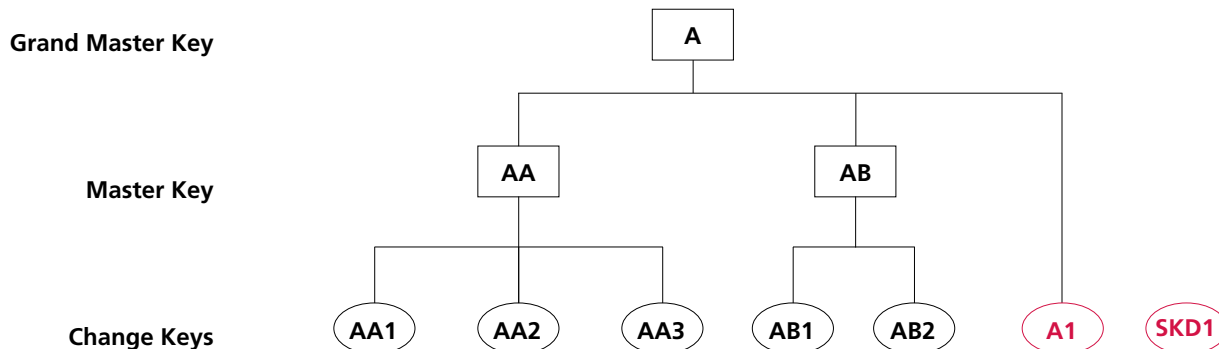 Grand Master Key
A
Master Key
AA
AB
Change Keys
AA1
AA2
AA3
AB1
AB2
A1
SKD1